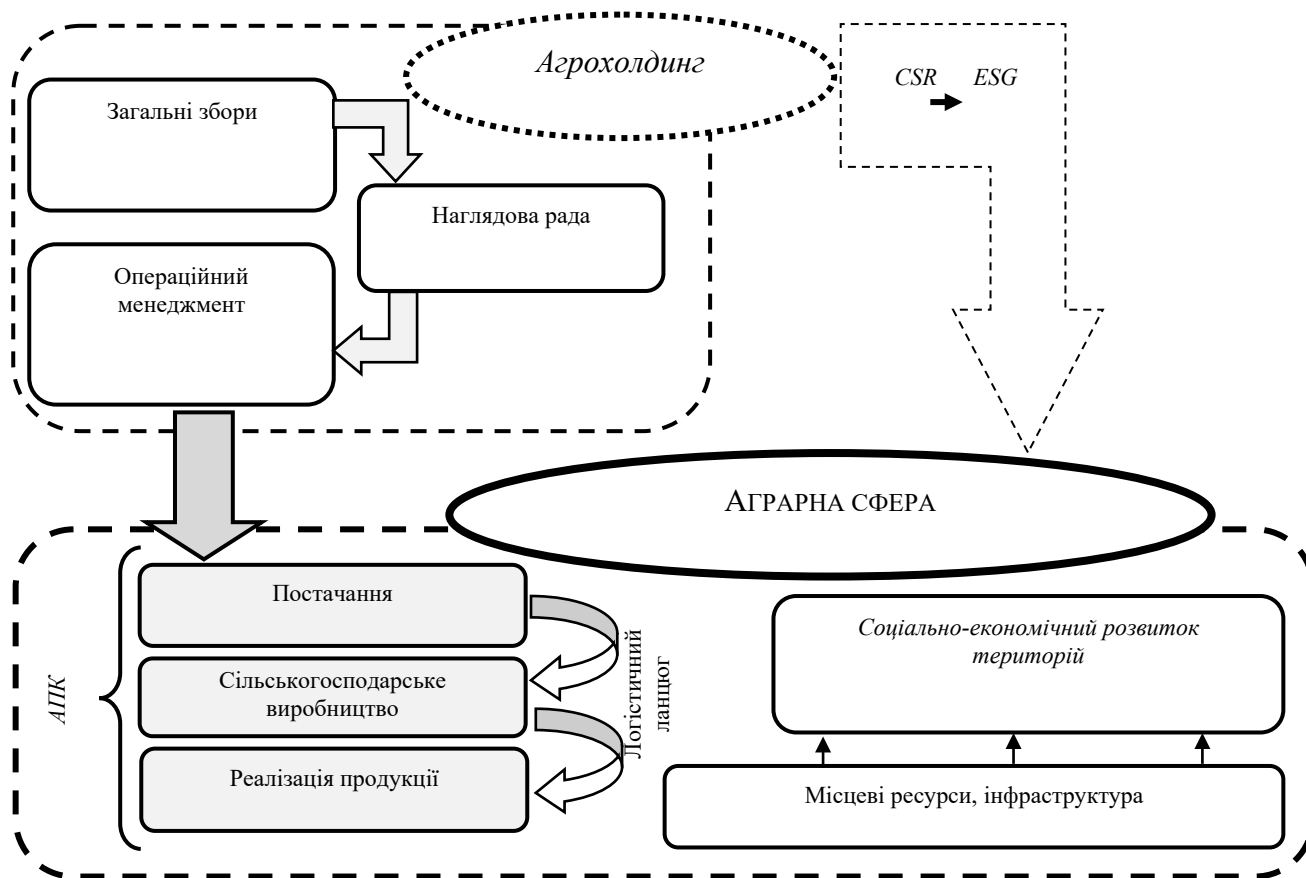 Агрохолдинг
CSR ESG
Загальні збори
Наглядова рада
Операційний
менеджмент
АГРАРНА СФЕРА
АПК
Постачання
Сільськогосподарське
виробництво
Реалізація продукції
Логістичний
ланцюг
Соціально-економічний розвиток
територій
Місцеві ресурси, інфраструктура